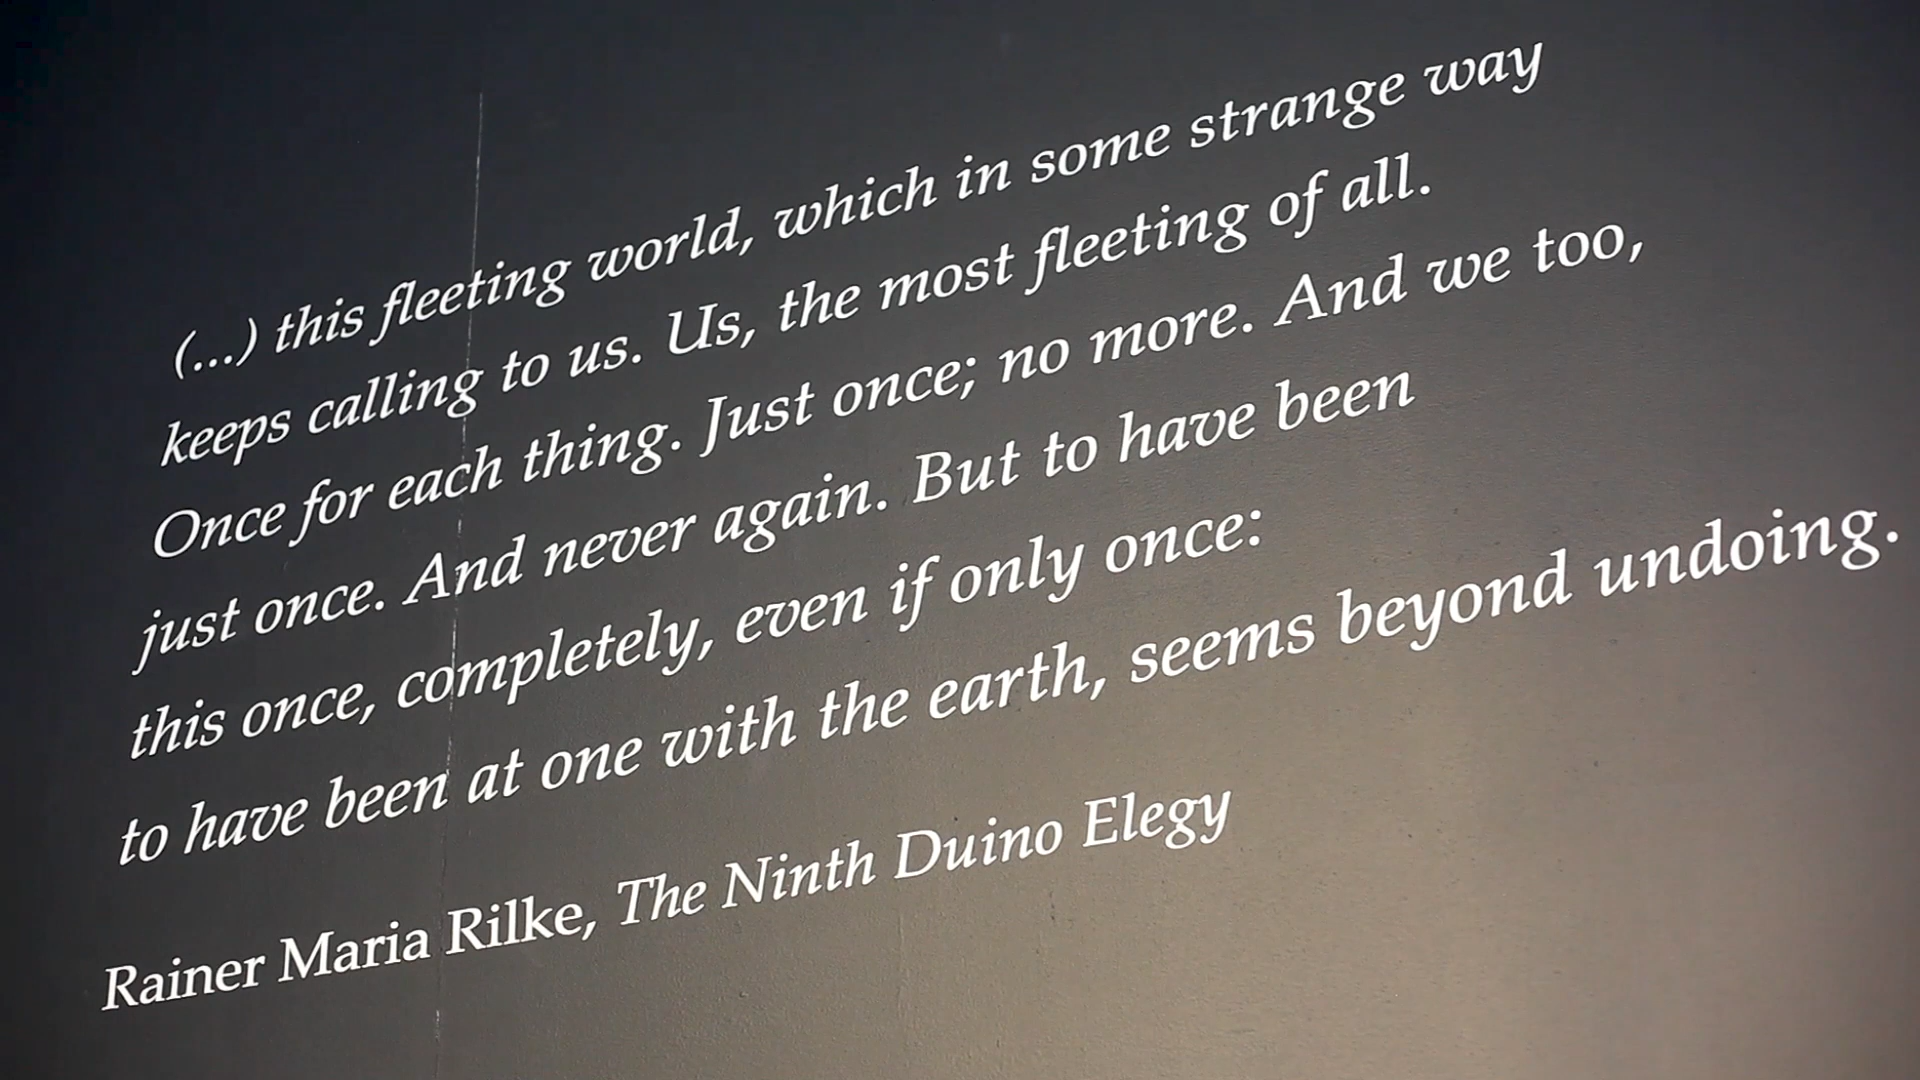 (...) this fleeting world, which in some strange way
keeps calling to us. Us, the most fleeting of all.
Once for each thing. Just once; no more. And we too,
just once. And never again. But to have been
this once, completely, even if only once:
to have been at one with the earth, seems beyond undoing.
Rainer Maria Rilke, The Ninth Duino Elegy